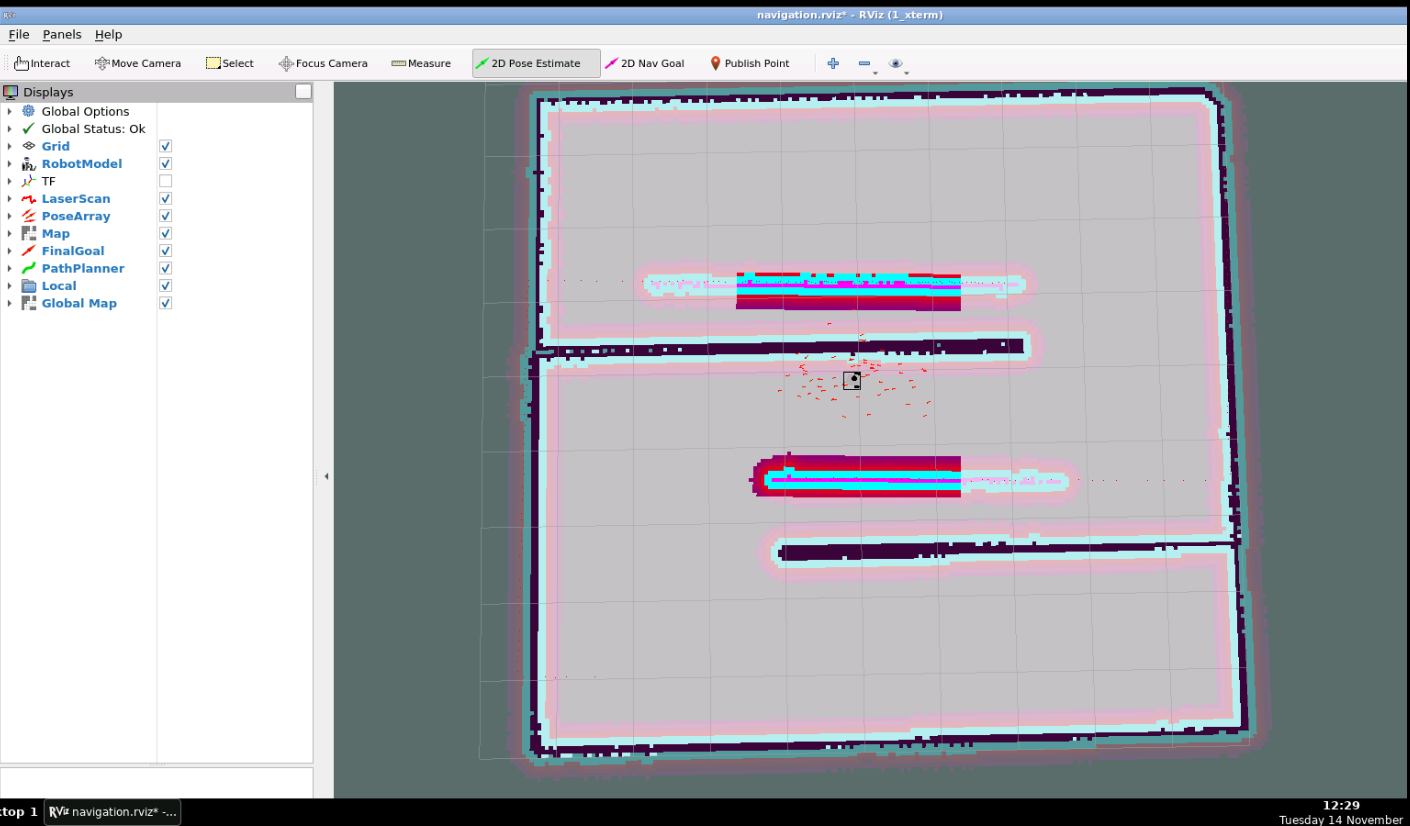 navigation.rviz* - RViz (1_xterm)
File Panels Help
Interact Move Camera Select Focus Camera Measure 2D Pose Estimate 2D Nav Goal Publish Point
Displays
Global Options
Global Status: Ok
Grid
RobotModel
TF
LaserScan
PoseArray
Map
FinalGoal
PathPlanner
Local
Global Map
ktop 1 RViz navigation.rviz* -...
12:29
Tuesday 14 November